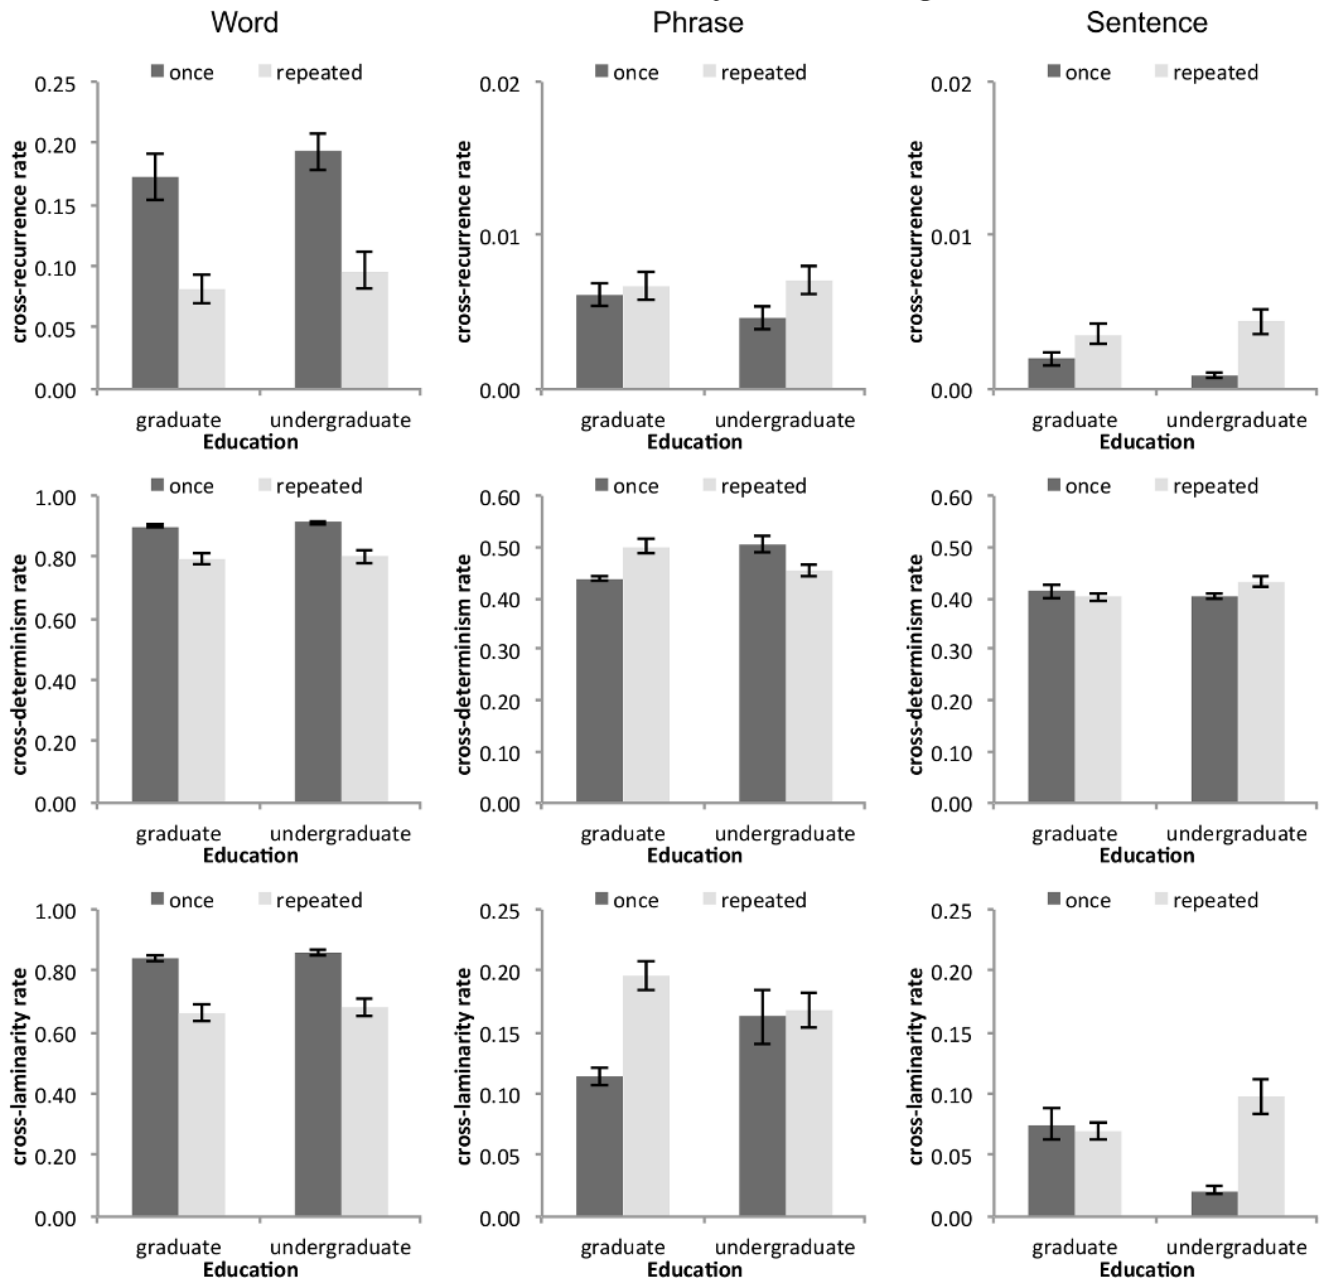 Word Phrase Sentence
once repeated once repeated once repeated
0.25 0.02 0.02
0.20
0.15
0.01 0.01
0.10
0.05
0.00 0.00 0.00
cross-recurrence rate cross-recurrence rate cross-recurrence rate
graduate undergraduate graduate undergraduate graduate undergraduate
Education Education Education
once repeated once repeated once repeated
1.00 0.60 0.60
0.50 0.50
0.80
0.40 0.40
0.60
0.30 0.30
0.40
0.20 0.20
0.20
0.10 0.10
0.00 0.00 0.00
cross-determinism rate cross-determinism rate cross-determinism rate
graduate undergraduate graduate undergraduate graduate undergraduate
Education Education Education
once repeated once repeated once repeated
1.00 0.25 0.25
0.80 0.20 0.20
0.60 0.15 0.15
0.40 0.10 0.10
0.20 0.05 0.05
0.00 0.00 0.00
cross-laminarity rate cross-laminarity rate cross-laminarity rate
graduate undergraduate graduate undergraduate graduate undergraduate
Education Education Education